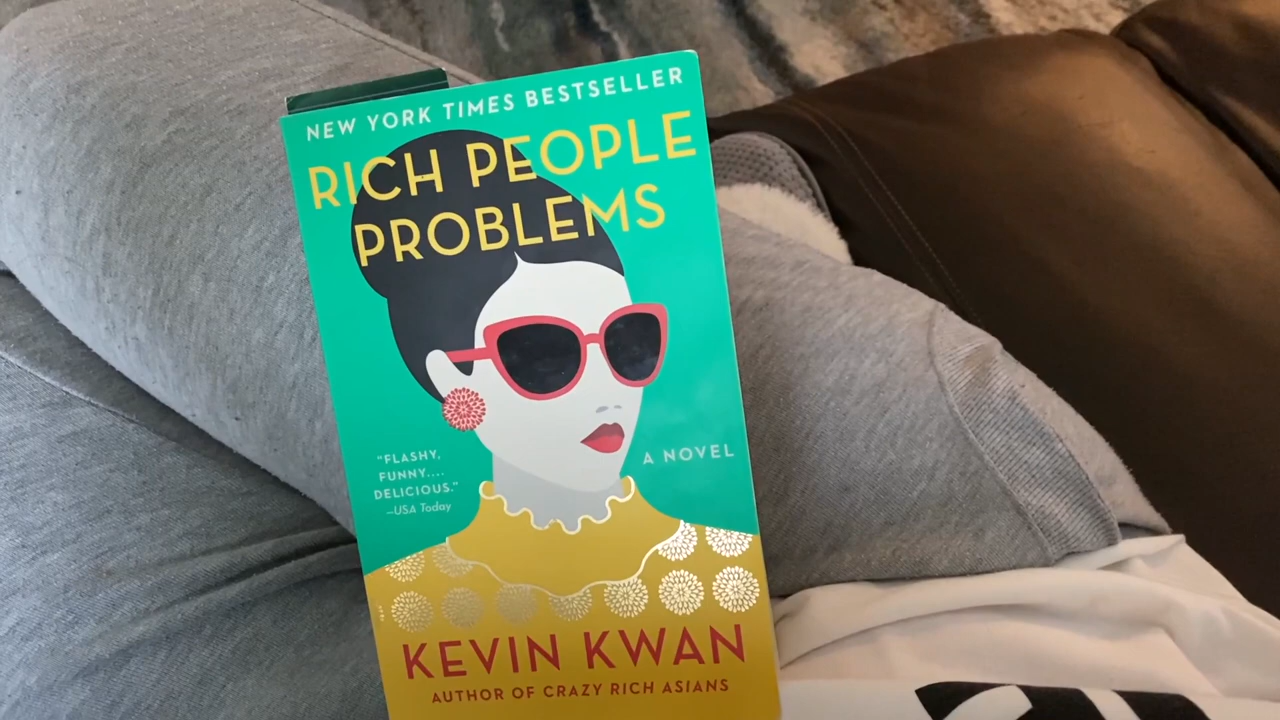 NEW YORK TIMES BESTSELLER
RICH PEOPLE
PROBLEMS
"FLASHY,
FUNNY....
DELICIOUS."
—USA Today
A NOVEL
KEVIN KWAN
AUTHOR OF CRAZY RICH ASIANS